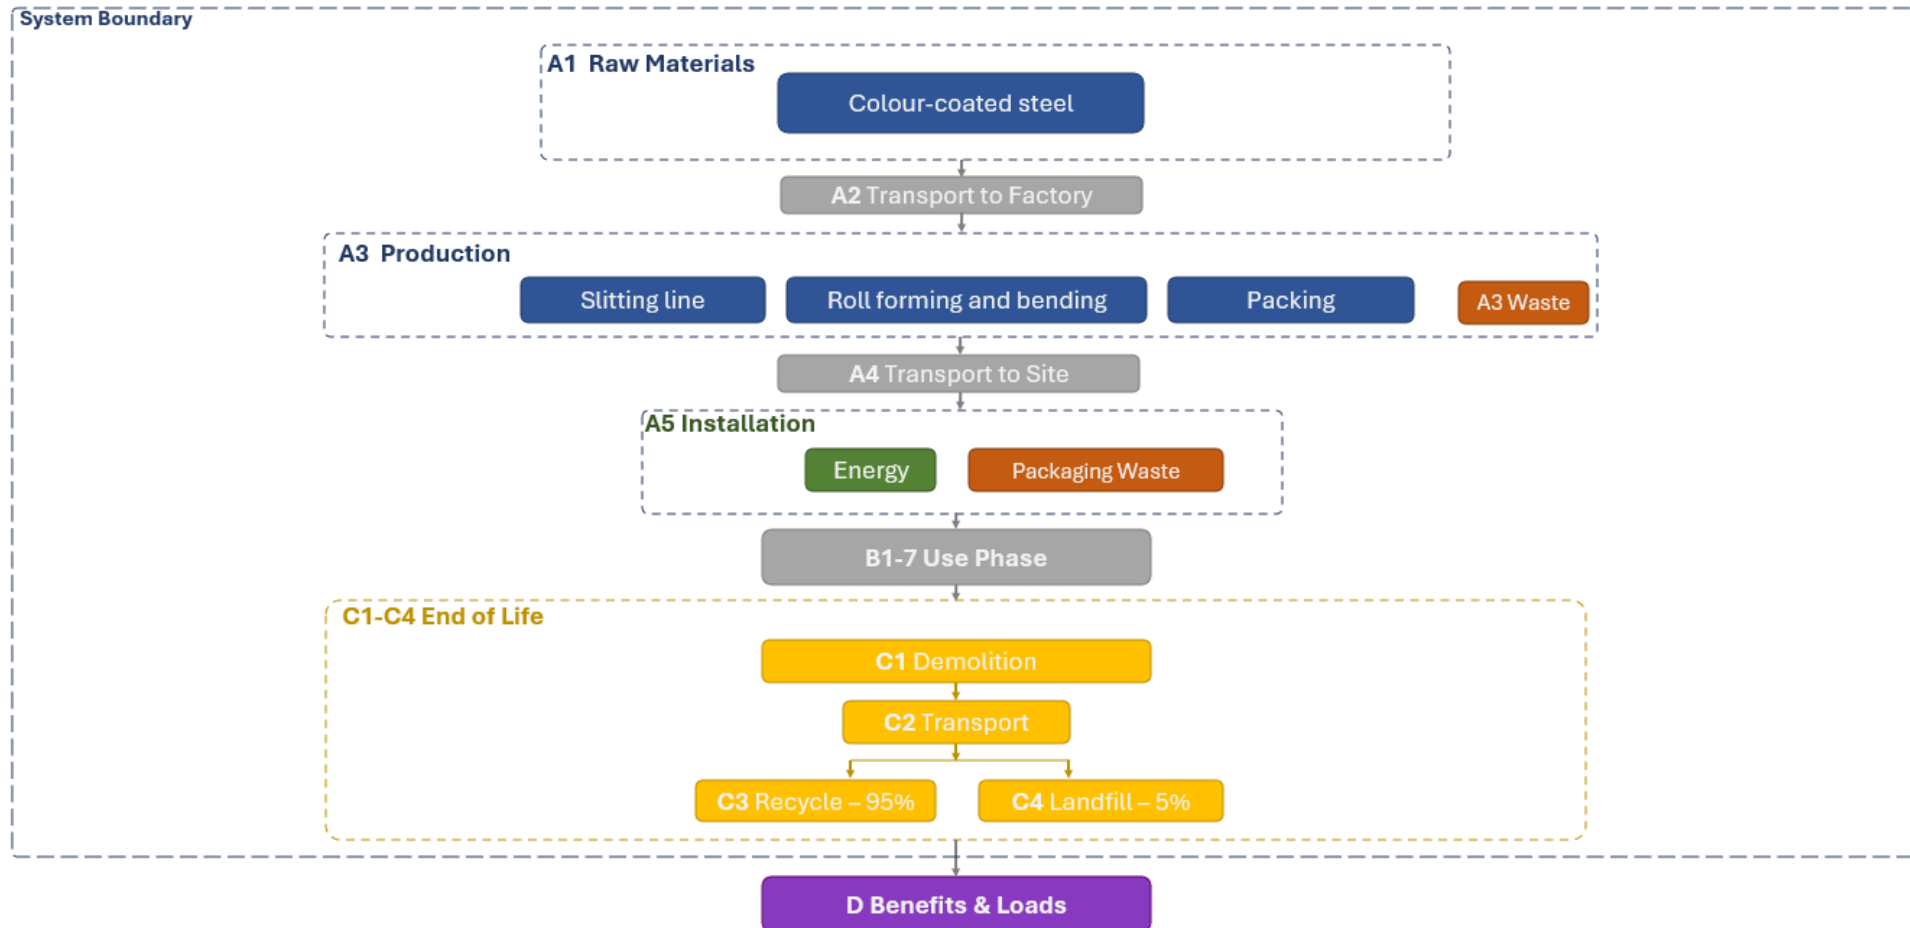 System Boundary
A1 Raw Materials
Colour-coated steel
A2 Transport to Factory
A3 Production
Slitting line
Roll forming and bending
Packing
A3 Waste
A4 Transport to Site
A5 Installation
Energy
Packaging Waste
B1-7 Use Phase
C1-C4 End of Life
C1 Demolition
C2 Transport
C3 Recycle – 95%
C4 Landfill – 5%
D Benefits & Loads